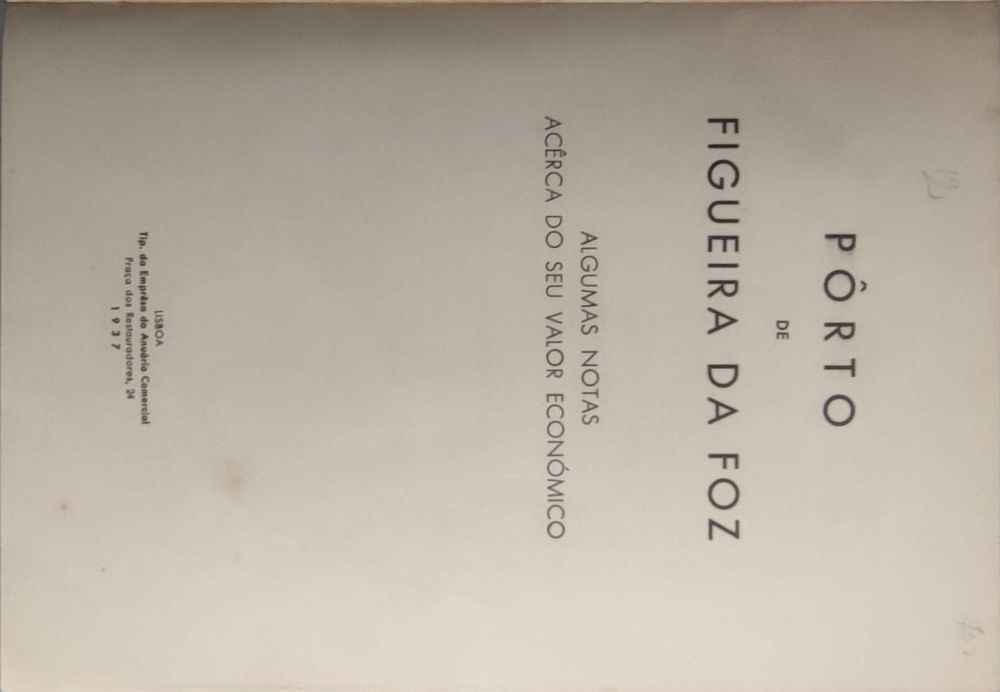 PÔRTO
DE
FIGUEIRA DA FOZ
ALGUMAS NOTAS
ACÊRCA DO SEU VALOR ECONÓMICO
LISBOA
Tip. da Emprêsa do Anuário Comercial
Praça dos Restauradores, 24
1937